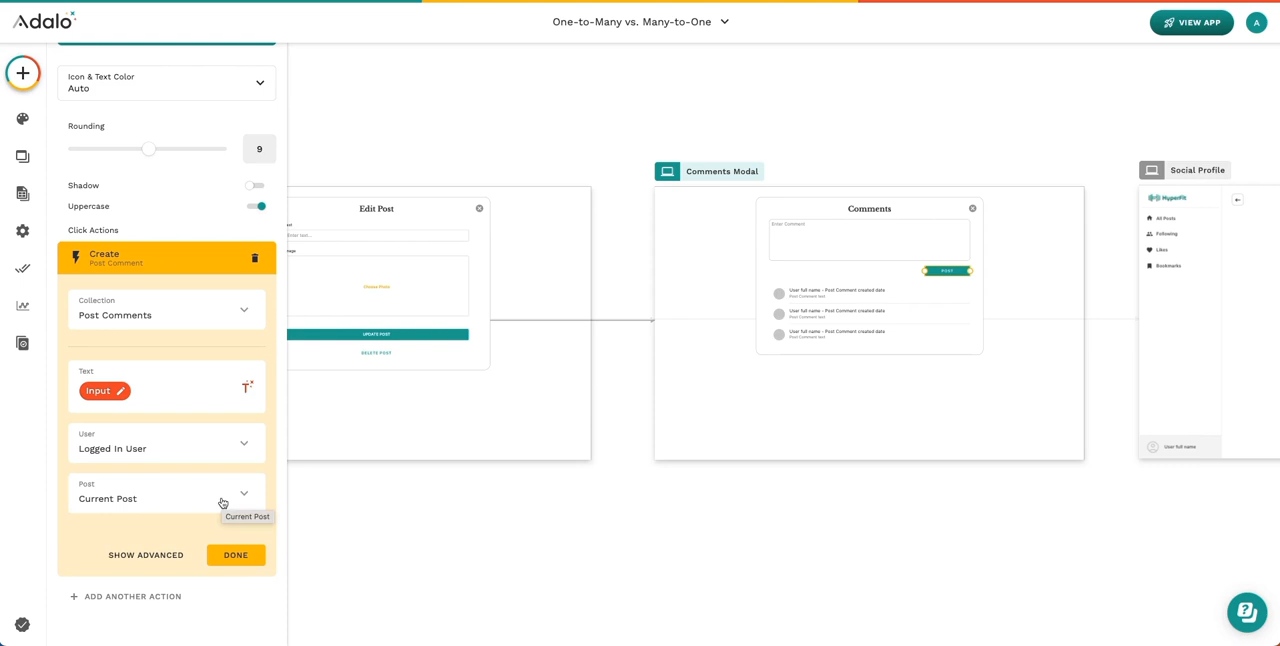 Adalo
One-to-Many vs. Many-to-One
VIEW APP
A
Icon & Text Color
Auto
Rounding
9
Shadow
Uppercase
Click Actions
Create
Post Comment
Collection
Post Comments
Text
Input
T
User
Logged In User
Post
Current Post
Current Post
SHOW ADVANCED
DONE
ADD ANOTHER ACTION
Edit Post
Enter text...
Choose Photo
UPDATE POST
DELETE POST
Comments Modal
Comments
Enter Comment
POST
User full name - Post Comment created date
Post Comment text
User full name - Post Comment created date
Post Comment text
User full name - Post Comment created date
Post Comment text
Social Profile
HyperFit
All Posts
Following
Likes
Bookmarks
User full name